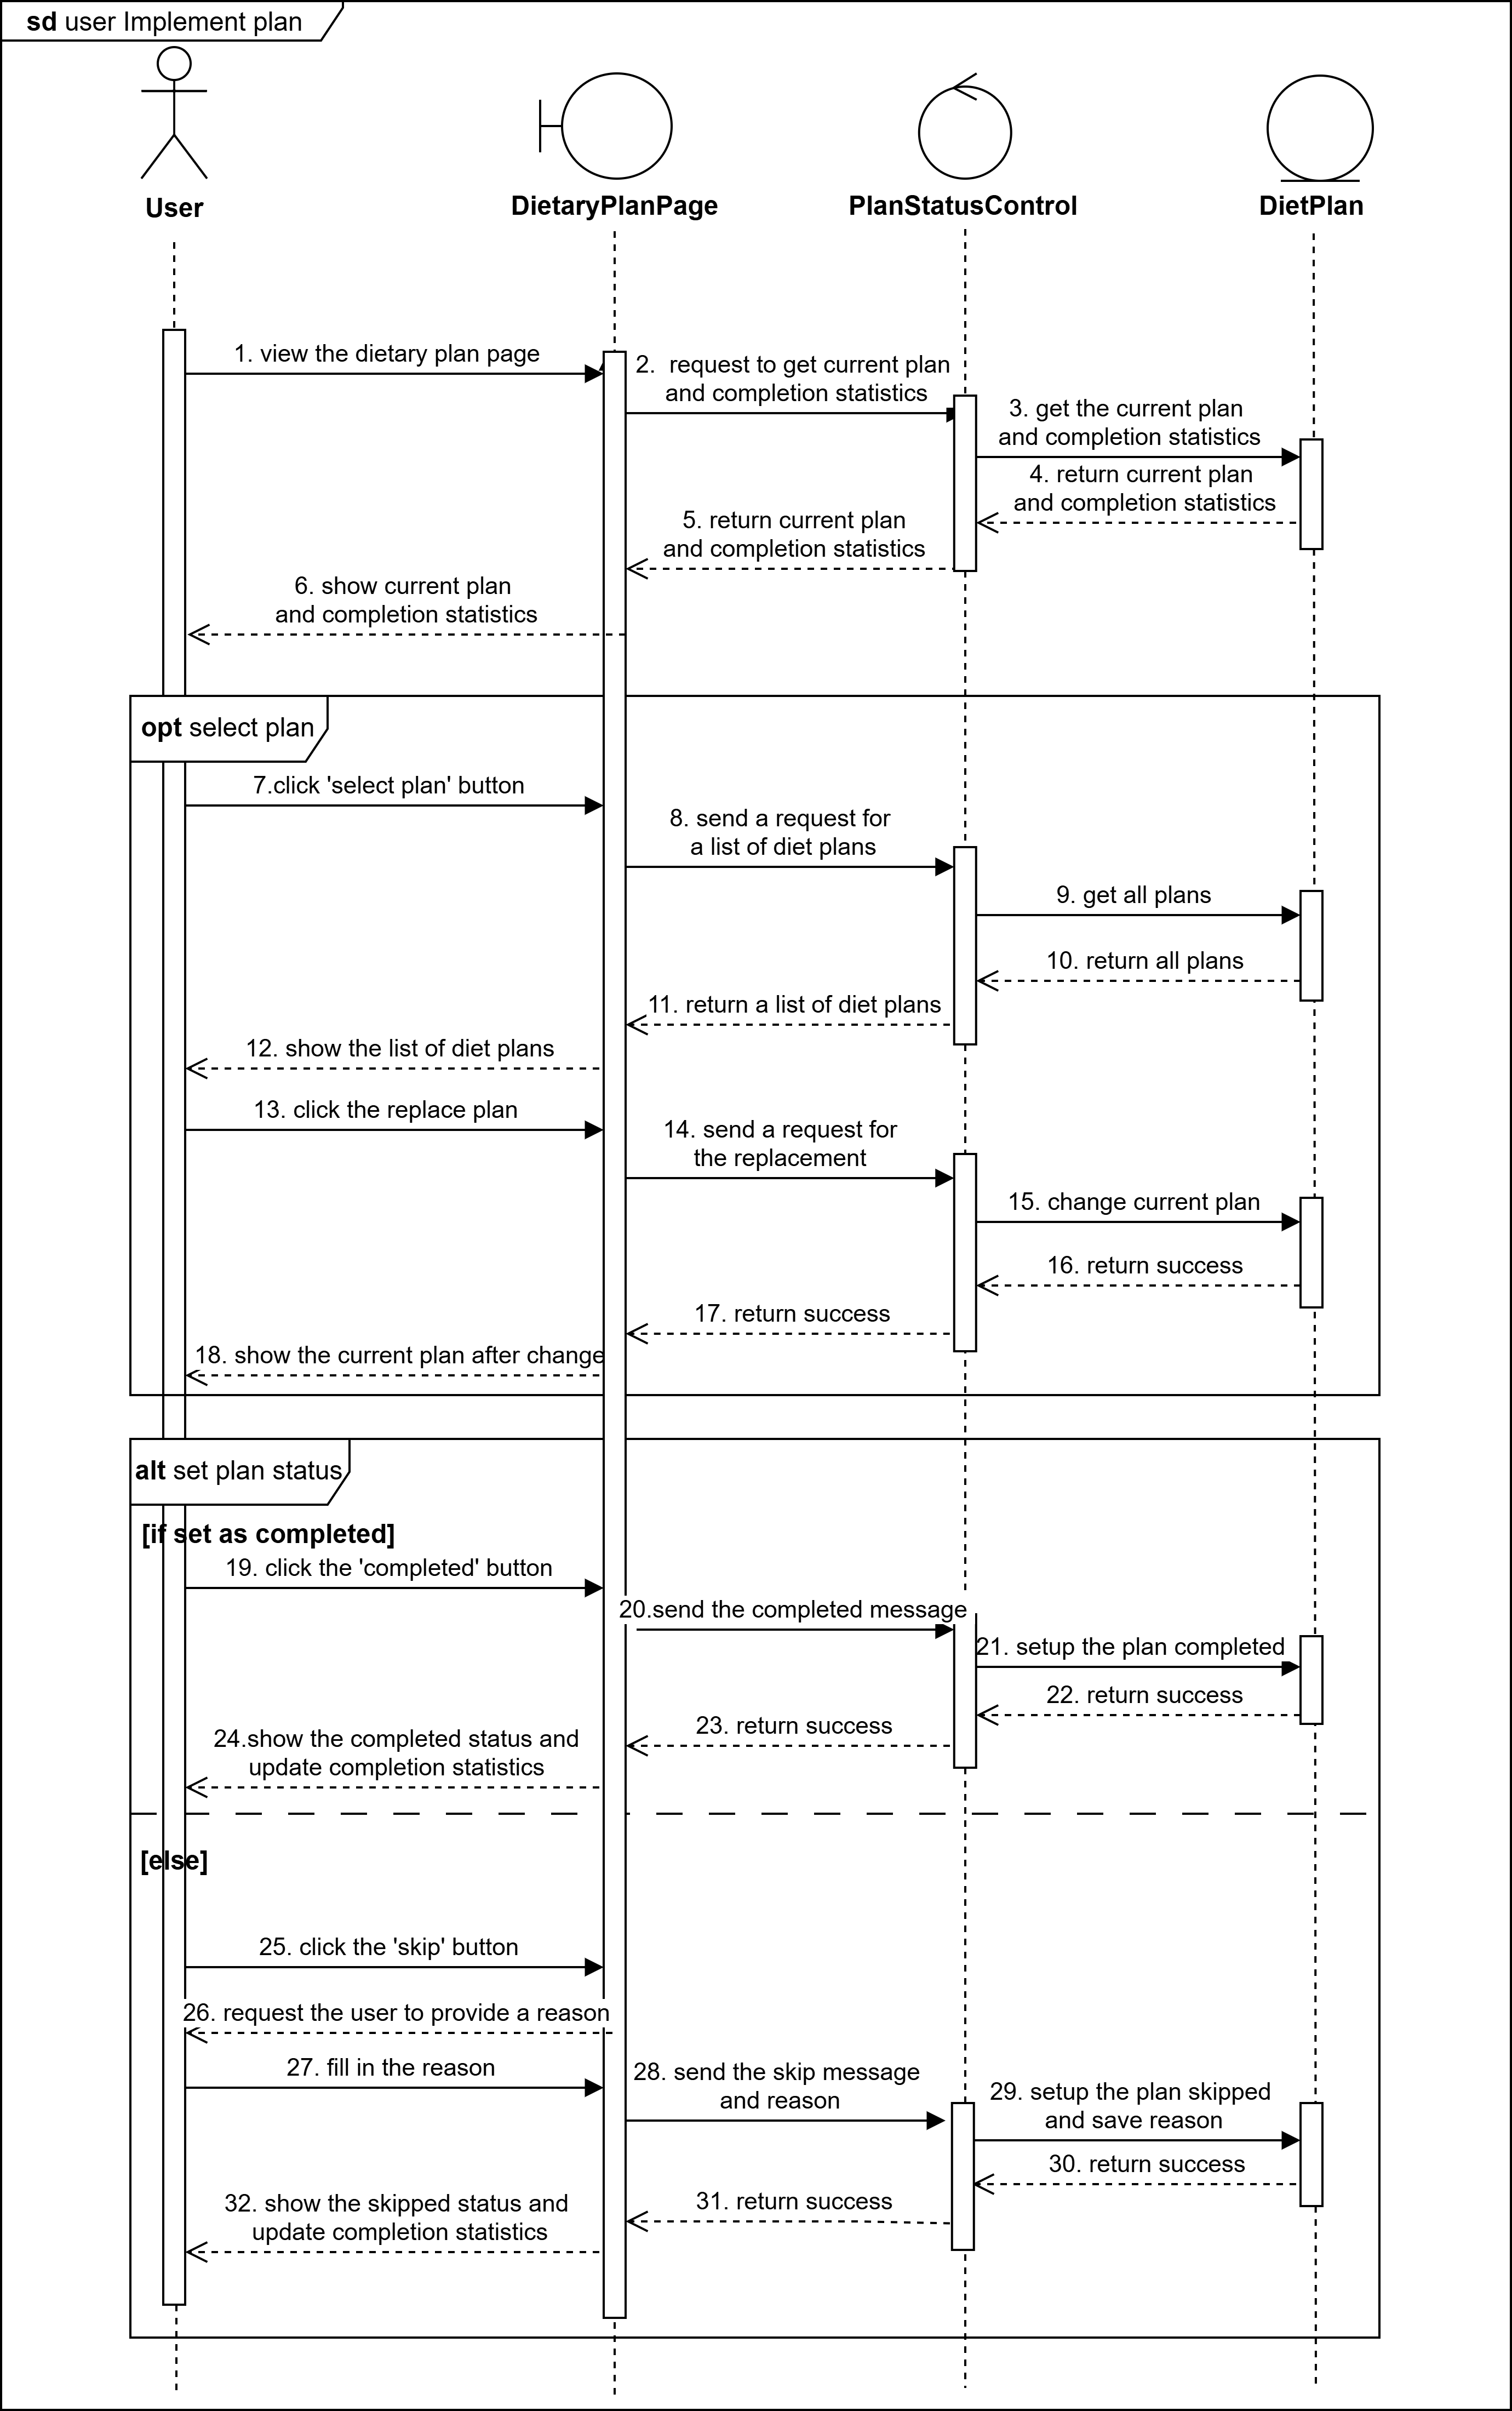 sd user Implement plan
User
DietaryPlanPage
PlanStatusControl
DietPlan
1. view the dietary plan page
2.  request to get current plan
and completion statistics
3. get the current plan
and completion statistics
4. return current plan
and completion statistics
5. return current plan
and completion statistics
6. show current plan
and completion statistics
opt select plan
7.click 'select plan' button
8. send a request for
a list of diet plans
9. get all plans
10. return all plans
11. return a list of diet plans
12. show the list of diet plans
13. click the replace plan
14. send a request for
the replacement
15. change current plan
16. return success
17. return success
18. show the current plan after change
alt set plan status
[if set as completed]
19. click the 'completed' button
20.send the completed message
21. setup the plan completed
22. return success
23. return success
24.show the completed status and
update completion statistics
[else]
25. click the 'skip' button
26. request the user to provide a reason
27. fill in the reason
28. send the skip message
and reason
29. setup the plan skipped
and save reason
30. return success
31. return success
32. show the skipped status and
update completion statistics